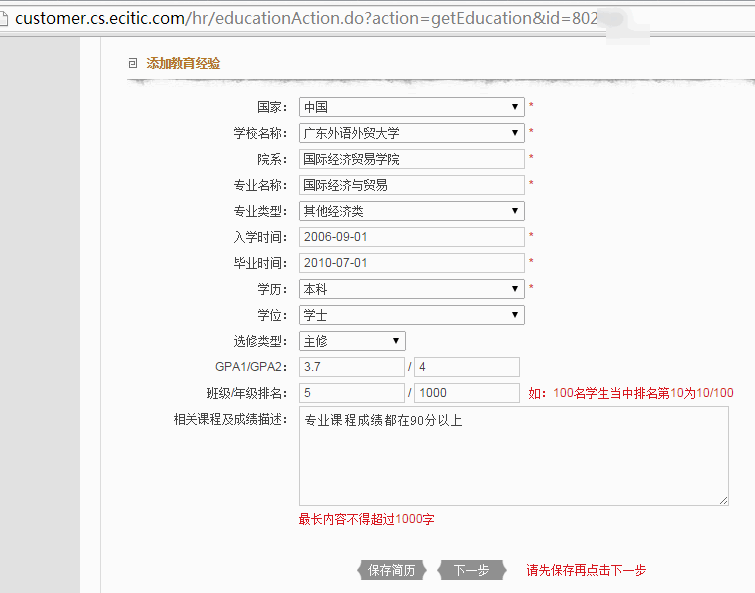 customer.cs.ecitic.com/hr/educationAction.do?action=getEducation&id=802
添加教育经验
国家： 中国 *
学校名称： 广东外语外贸大学 *
院系： 国际经济贸易学院 *
专业名称： 国际经济与贸易 *
专业类型： 其他经济类
入学时间： 2006-09-01 *
毕业时间： 2010-07-01 *
学历： 本科 *
学位： 学士
选修类型： 主修
GPA1/GPA2： 3.7 / 4
班级/年级排名： 5 / 1000 如：100名学生当中排名第10为10/100
相关课程及成绩描述： 专业课程成绩都在90分以上
最长内容不得超过1000字
保存简历 下一步 请先保存再点击下一步